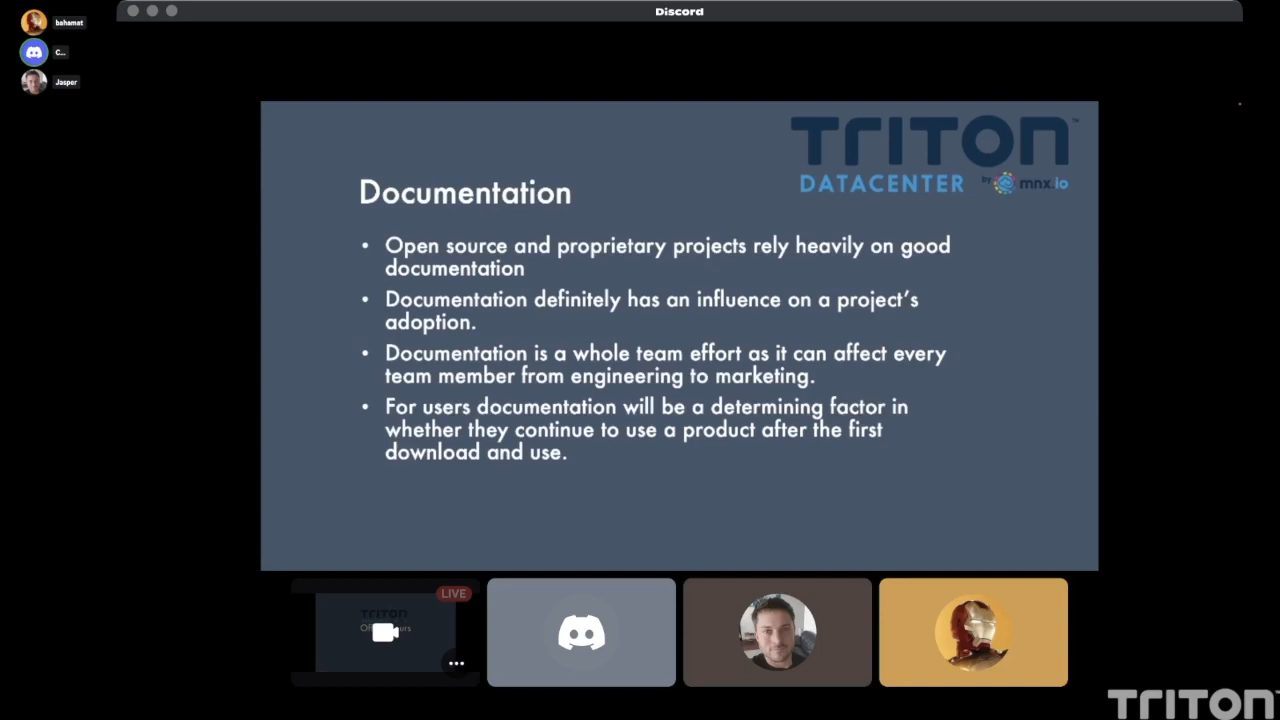 bahamat
Discord
C...
Jasper
TRITON™
DATACENTER by mnx.io
Documentation
• Open source and proprietary projects rely heavily on good
documentation
• Documentation definitely has an influence on a project's
adoption.
• Documentation is a whole team effort as it can affect every
team member from engineering to marketing.
• For users documentation will be a determining factor in
whether they continue to use a product after the first
download and use.
LIVE
TRITON
TRITON